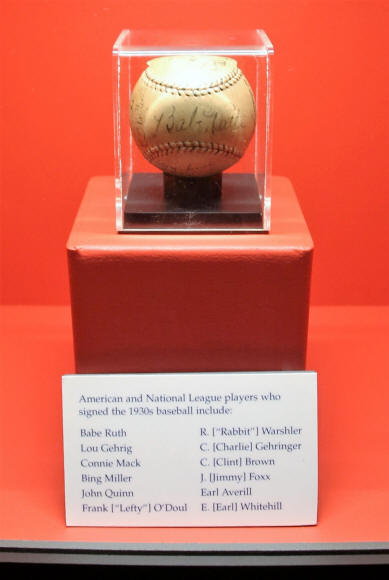 Babe Ruth
American and National League players who
signed the 1930s baseball include:
Babe Ruth
Lou Gehrig
Connie Mack
Bing Miller
John Quinn
Frank ["Lefty"] O'Doul
R. ["Rabbit"] Warshler
C. [Charlie] Gehringer
C. [Clint] Brown
J. [Jimmy] Foxx
Earl Averill
E. [Earl] Whitehill